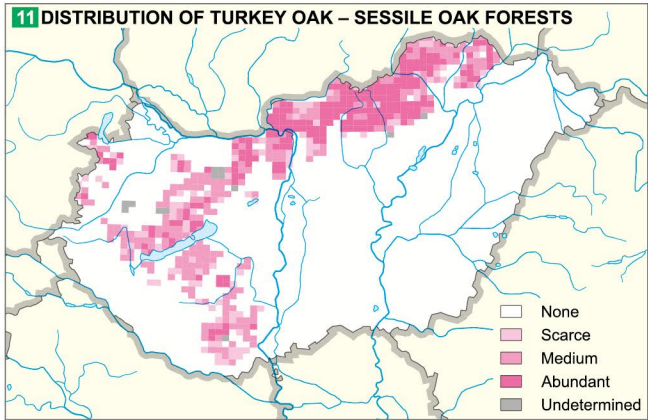 11 DISTRIBUTION OF TURKEY OAK – SESSILE OAK FORESTS
None
Scarce
Medium
Abundant
Undetermined